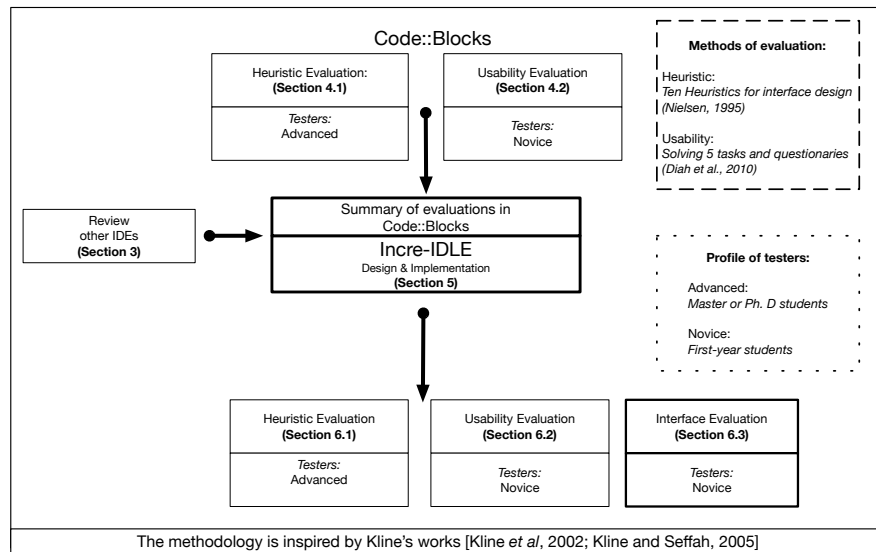 Code::Blocks
Heuristic Evaluation:
(Section 4.1)
Testers:
Advanced
Usability Evaluation
(Section 4.2)
Testers:
Novice
Methods of evaluation:
Heuristic:
Ten Heuristics for interface design
(Nielsen, 1995)
Usability:
Solving 5 tasks and questionaries
(Diah et al., 2010)
Review
other IDEs
(Section 3)
Summary of evaluations in
Code::Blocks
Incre-IDLE
Design & Implementation
(Section 5)
Profile of testers:
Advanced:
Master or Ph. D students
Novice:
First-year students
Heuristic Evaluation
(Section 6.1)
Testers:
Advanced
Usability Evaluation
(Section 6.2)
Testers:
Novice
Interface Evaluation
(Section 6.3)
Testers:
Novice
The methodology is inspired by Kline's works [Kline et al, 2002; Kline and Seffah, 2005]